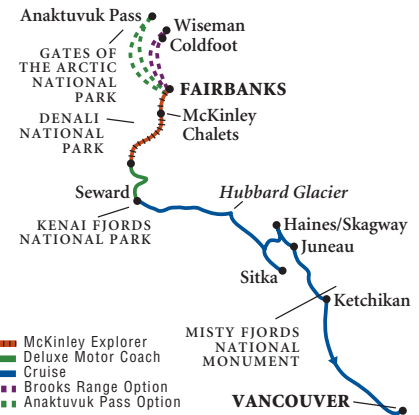 Anaktuvuk Pass
Wiseman
Coldfoot
GATES OF
THE ARCTIC
NATIONAL
PARK
FAIRBANKS
McKinley
Chalets
DENALI
NATIONAL
PARK
Seward
Hubbard Glacier
KENAI FJORDS
NATIONAL PARK
Haines/Skagway
Juneau
Sitka
Ketchikan
MISTY FJORDS
NATIONAL
MONUMENT
VANCOUVER
McKinley Explorer
Deluxe Motor Coach
Cruise
Brooks Range Option
Anaktuvuk Pass Option